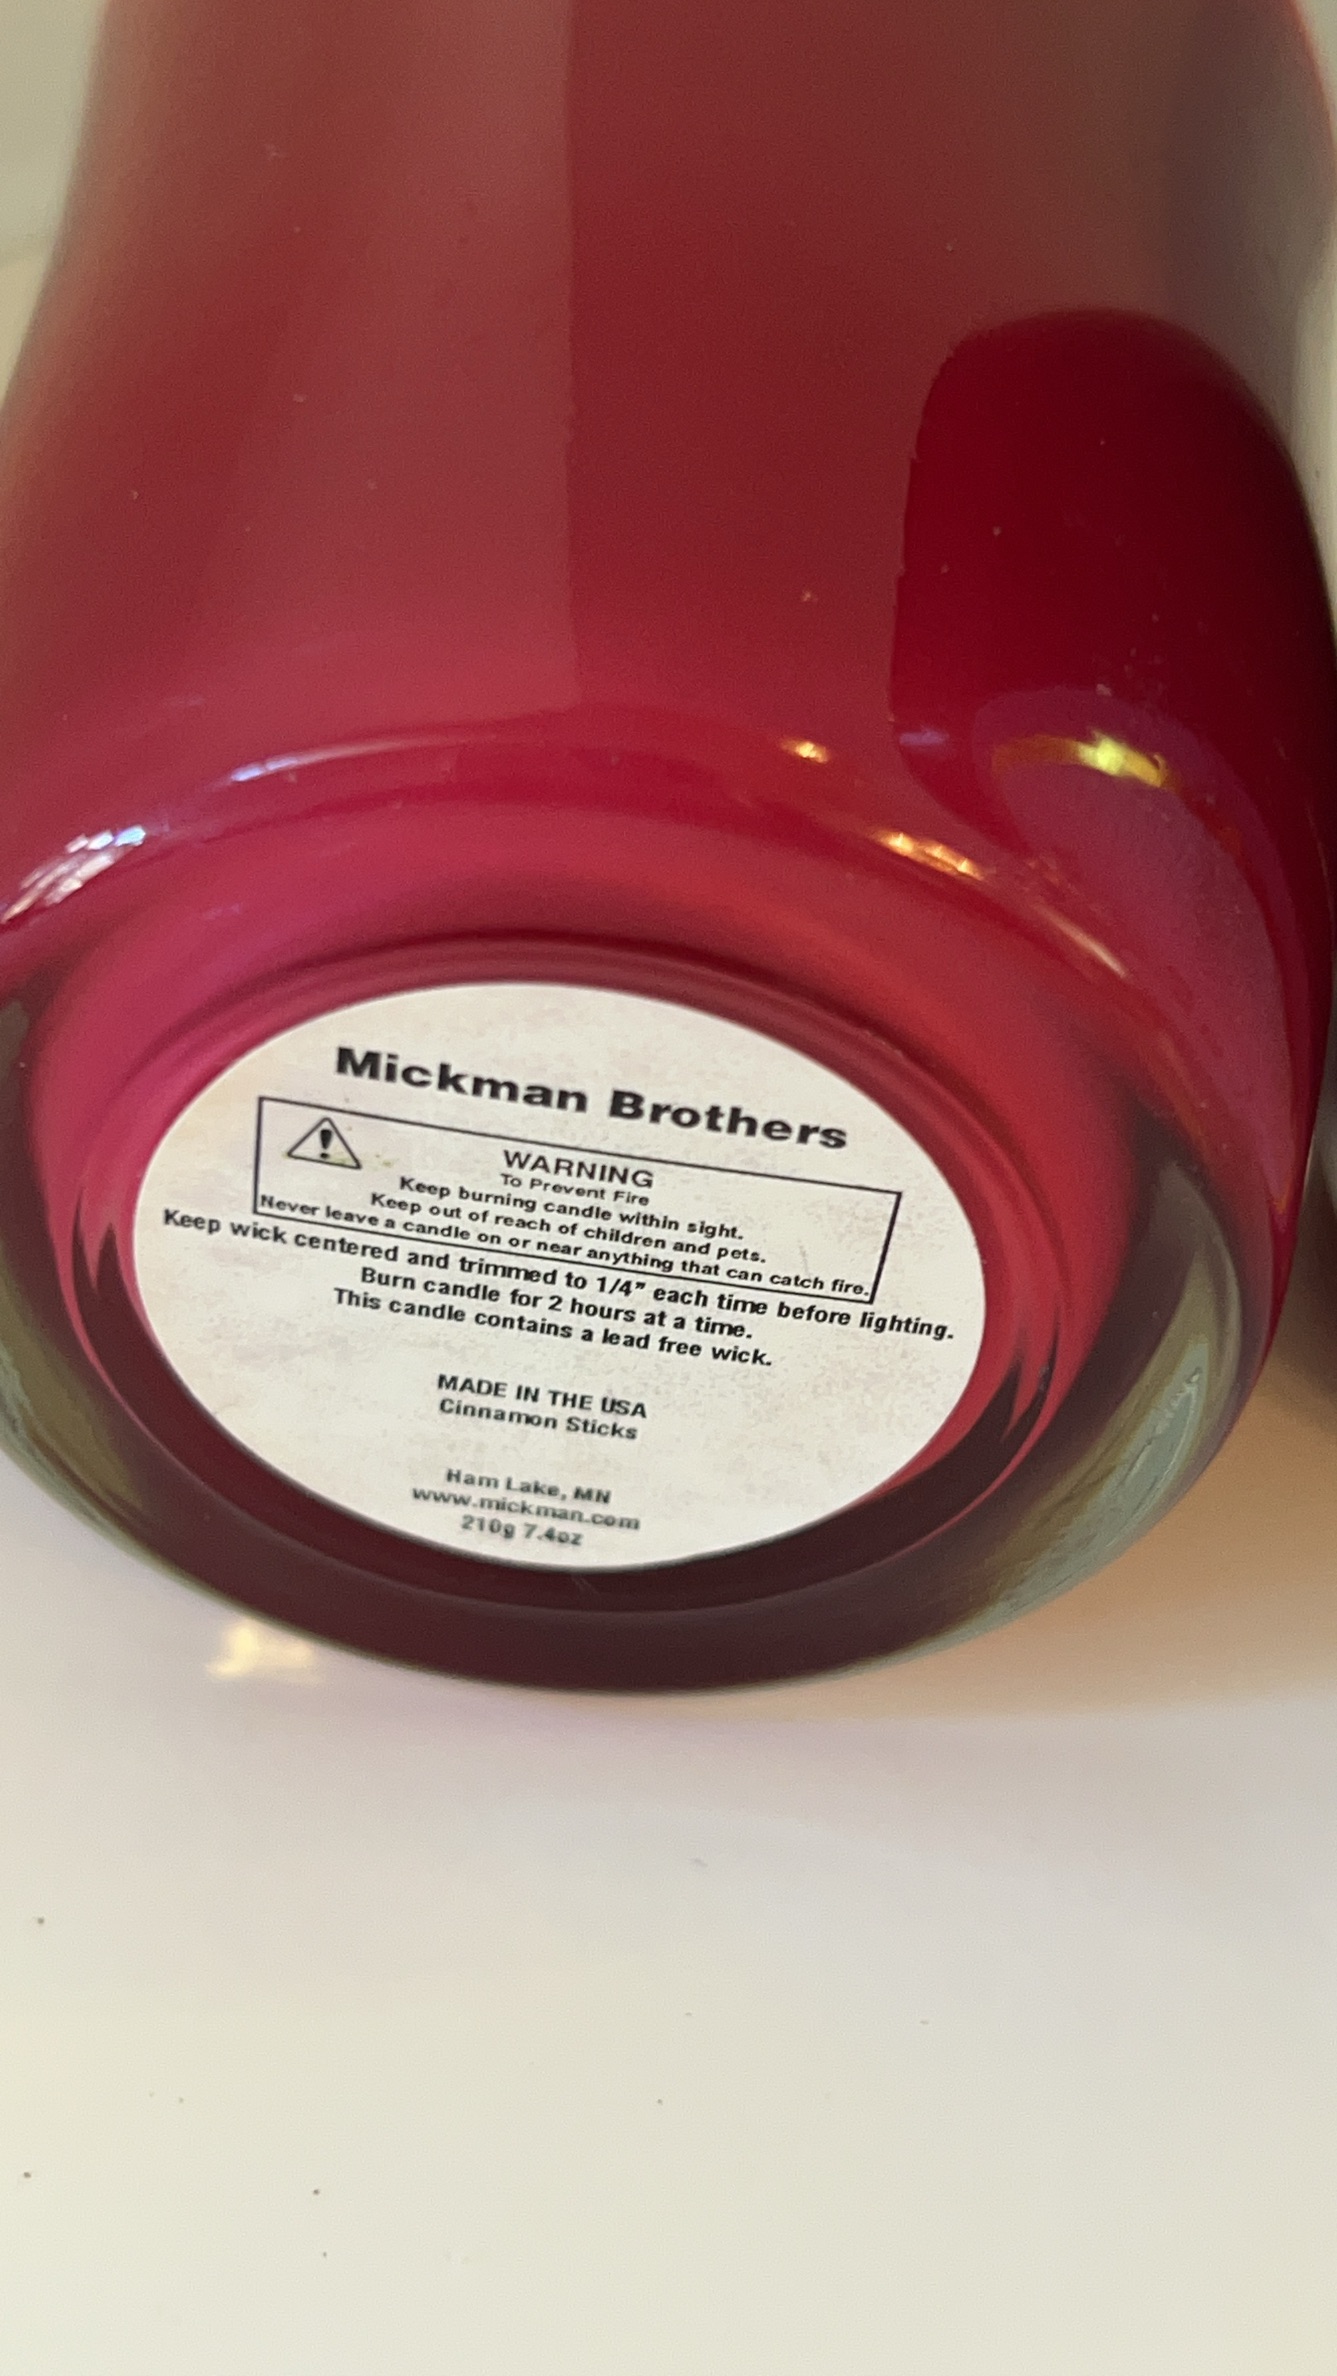 Mickman Brothers
WARNING
To Prevent Fire
Keep burning candle within sight.
Keep out of reach of children and pets.
Never leave a candle on or near anything that can catch fire.
Keep wick centered and trimmed to 1/4” each time before lighting.
Burn candle for 2 hours at a time.
This candle contains a lead free wick.
MADE IN THE USA
Cinnamon Sticks
Ham Lake, MN
www.mickman.com
210g 7.4oz